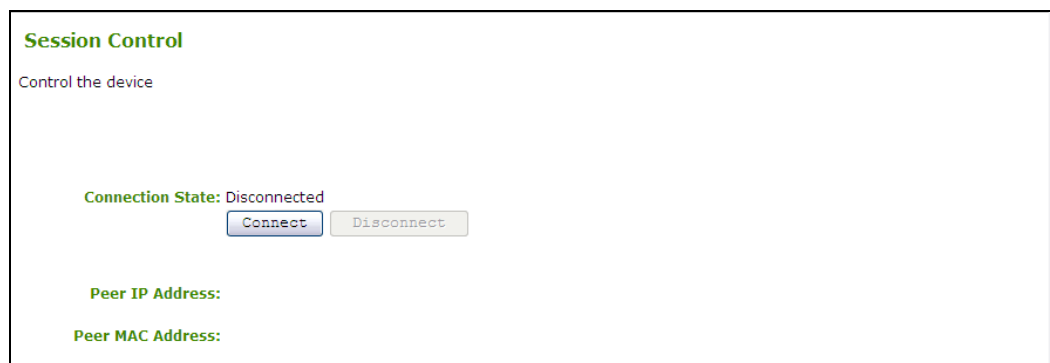 Session Control
Control the device
Connection State: Disconnected
Connect Disconnect
Peer IP Address:
Peer MAC Address: